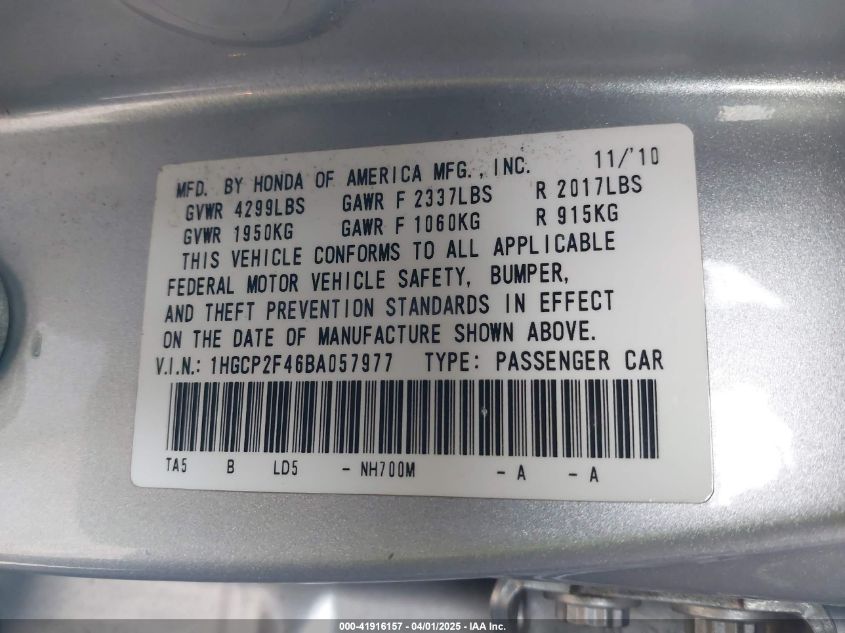 MFD. BY HONDA OF AMERICA MFG., INC. 11/'10
GVWR 4299LBS GAWR F 2337LBS R 2017LBS
GVWR 1950KG GAWR F 1060KG R 915KG
THIS VEHICLE CONFORMS TO ALL APPLICABLE
FEDERAL MOTOR VEHICLE SAFETY, BUMPER,
AND THEFT PREVENTION STANDARDS IN EFFECT
ON THE DATE OF MANUFACTURE SHOWN ABOVE.
V.I.N.: 1HGCP2F46BA057977 TYPE: PASSENGER CAR
TA5 B LD5 - NH700M - A - A
000-41916157 - 04/01/2025 - IAA Inc.